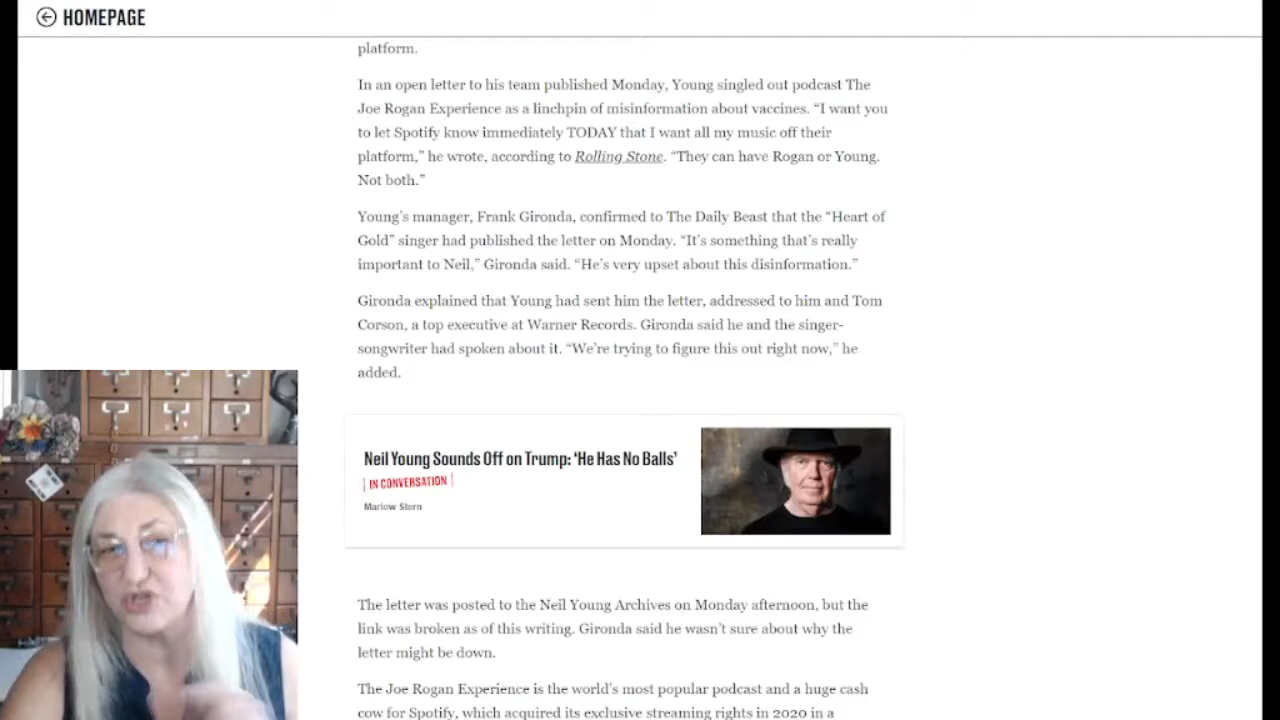 HOMEPAGE
platform.
In an open letter to his team published Monday, Young singled out podcast The
Joe Rogan Experience as a linchpin of misinformation about vaccines. “I want you
to let Spotify know immediately TODAY that I want all my music off their
platform,” he wrote, according to Rolling Stone. “They can have Rogan or Young.
Not both.”
Young’s manager, Frank Gironda, confirmed to The Daily Beast that the “Heart of
Gold” singer had published the letter on Monday. “It’s something that’s really
important to Neil,” Gironda said. “He’s very upset about this disinformation.”
Gironda explained that Young had sent him the letter, addressed to him and Tom
Corson, a top executive at Warner Records. Gironda said he and the singer-
songwriter had spoken about it. “We’re trying to figure this out right now,” he
added.
Neil Young Sounds Off on Trump: ‘He Has No Balls’
IN CONVERSATION
Marlow Stern
The letter was posted to the Neil Young Archives on Monday afternoon, but the
link was broken as of this writing. Gironda said he wasn’t sure about why the
letter might be down.
The Joe Rogan Experience is the world’s most popular podcast and a huge cash
cow for Spotify, which acquired its exclusive streaming rights in 2020 in a